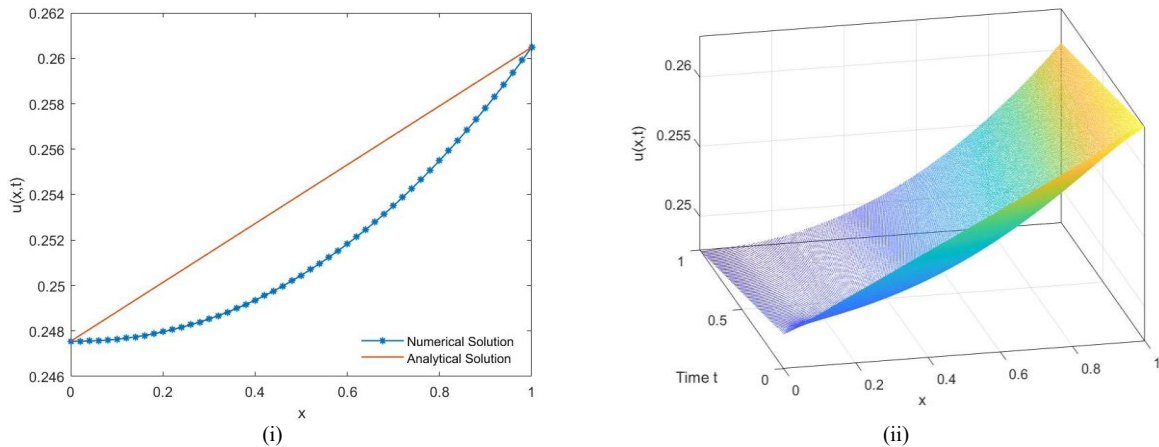 0.262
0.26
0.258
0.256
0.254
0.252
0.25
0.248
0.246
u(x,t)
0 0.2 0.4 0.6 0.8 1
x
Numerical Solution
Analytical Solution
(i)
0.26
0.255
0.25
u(x,t)
1
0.5
0
Time t
0 0.2 0.4 0.6 0.8 1
x
(ii)